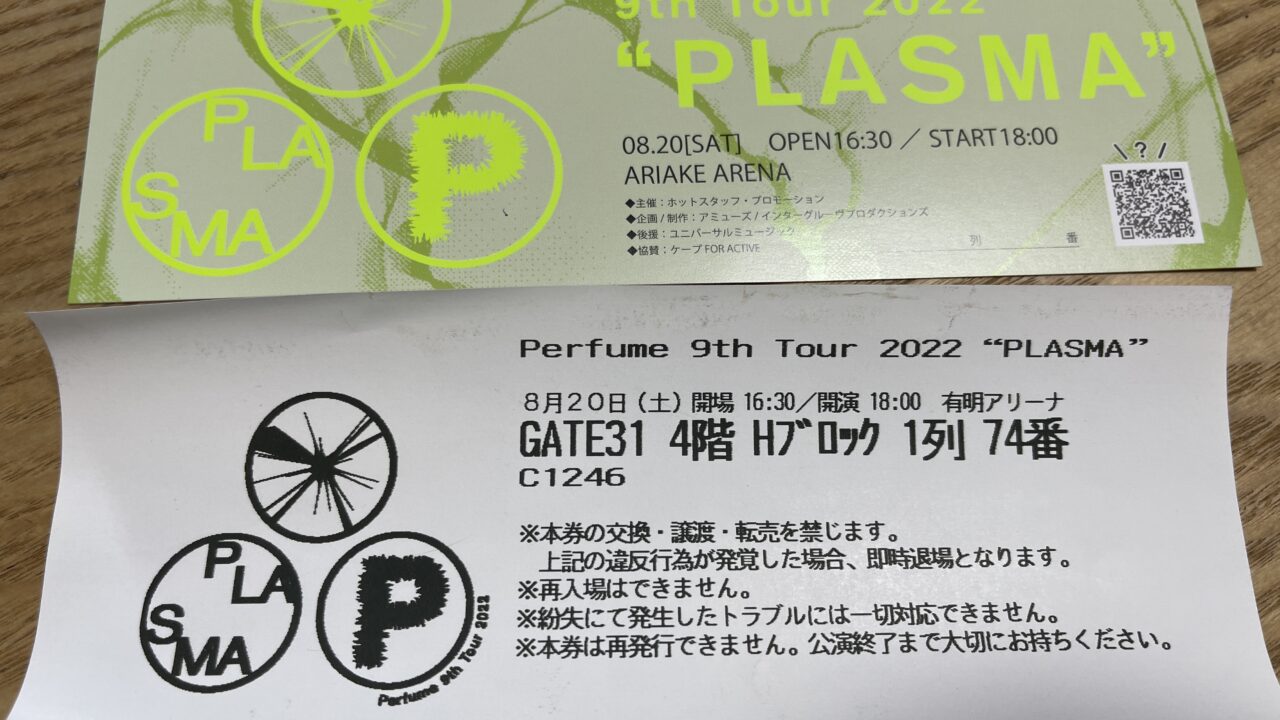 9th Tour 2022
“PLASMA”
PLA
SMA
P
08.20[SAT] OPEN16:30 ／ START18:00
ARIAKE ARENA
?
◆主催：ホットスタッフ・プロモーション
◆企画 / 制作：アミューズ / インターグルーヴプロダクションズ
◆後援：ユニバーサルミュージック
◆協賛：ケープ FOR ACTIVE
列 番
Perfume 9th Tour 2022 “PLASMA”
8月20日（土）開場 16:30／開演 18:00 有明アリーナ
GATE31 4階 Hﾌﾞﾛｯｸ 1列 74番
C1246
PLA
SMA
P
Perfume 9th Tour 2022
※本券の交換・譲渡・転売を禁じます。
上記の違反行為が発覚した場合、即時退場となります。
※再入場はできません。
※紛失にて発生したトラブルには一切対応できません。
※本券は再発行できません。公演終了まで大切にお持ちください。